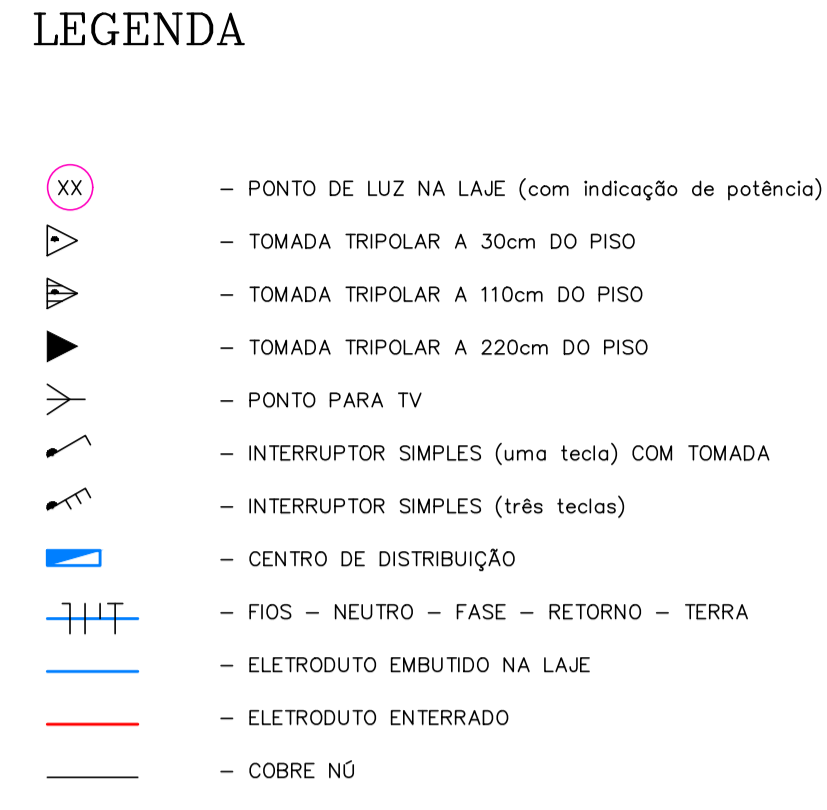 LEGENDA
XX – PONTO DE LUZ NA LAJE (com indicação de potência)
– TOMADA TRIPOLAR A 30cm DO PISO
– TOMADA TRIPOLAR A 110cm DO PISO
– TOMADA TRIPOLAR A 220cm DO PISO
– PONTO PARA TV
– INTERRUPTOR SIMPLES (uma tecla) COM TOMADA
– INTERRUPTOR SIMPLES (três teclas)
– CENTRO DE DISTRIBUIÇÃO
– FIOS – NEUTRO – FASE – RETORNO – TERRA
– ELETRODUTO EMBUTIDO NA LAJE
– ELETRODUTO ENTERRADO
– COBRE NÚ